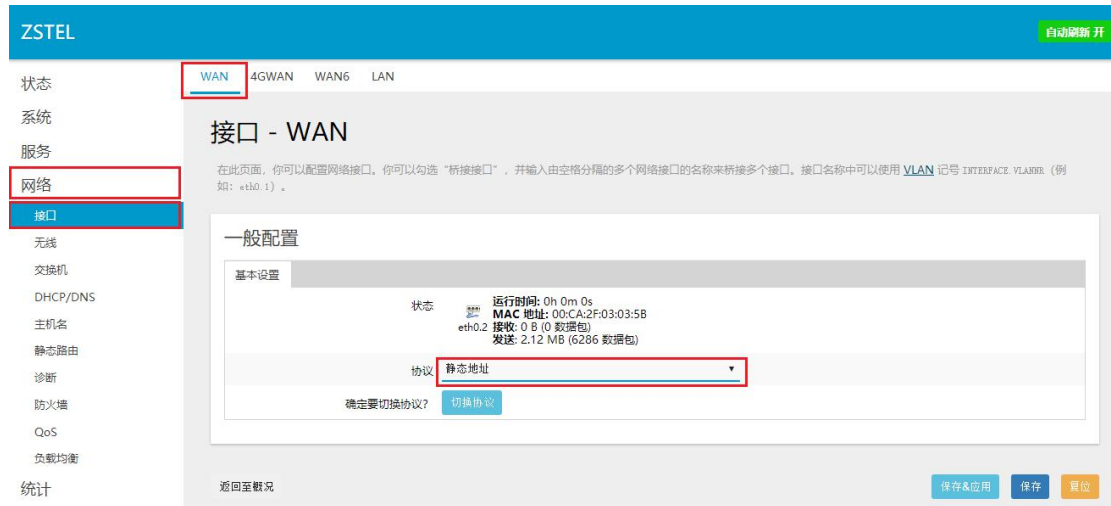 ZSTEL
自动刷新 开
状态
系统
服务
网络
接口
无线
交换机
DHCP/DNS
主机名
静态路由
诊断
防火墙
QoS
负载均衡
统计
WAN 4GWAN WAN6 LAN
接口 - WAN
在此页面，你可以配置网络接口。你可以勾选“桥接接口”，并输入由空格分隔的多个网络接口的名称来桥接多个接口。接口名称中可以使用 VLAN 记号 INTERFACE.VLANNR（例
如：eth0.1）。
一般配置
基本设置
状态
运行时间: 0h 0m 0s
MAC 地址: 00:CA:2F:03:03:5B
eth0.2 接收: 0 B (0 数据包)
发送: 2.12 MB (6286 数据包)
协议 静态地址
确定要切换协议? 切换协议
返回至概况
保存&应用 保存 复位